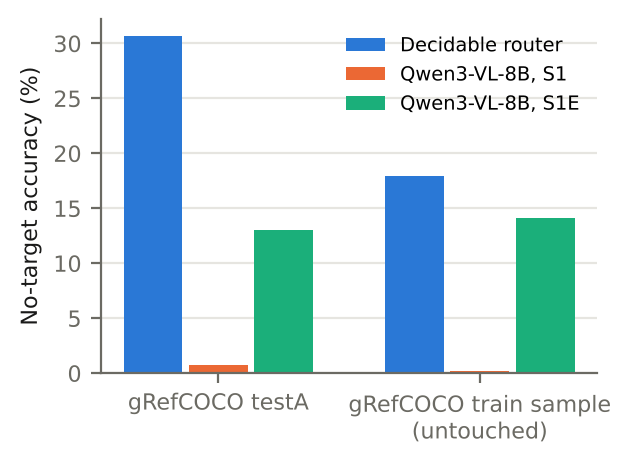 No-target accuracy (%)
30
25
20
15
10
5
0
Decidable router
Qwen3-VL-8B, S1
Qwen3-VL-8B, S1E
gRefCOCO testA
gRefCOCO train sample
(untouched)